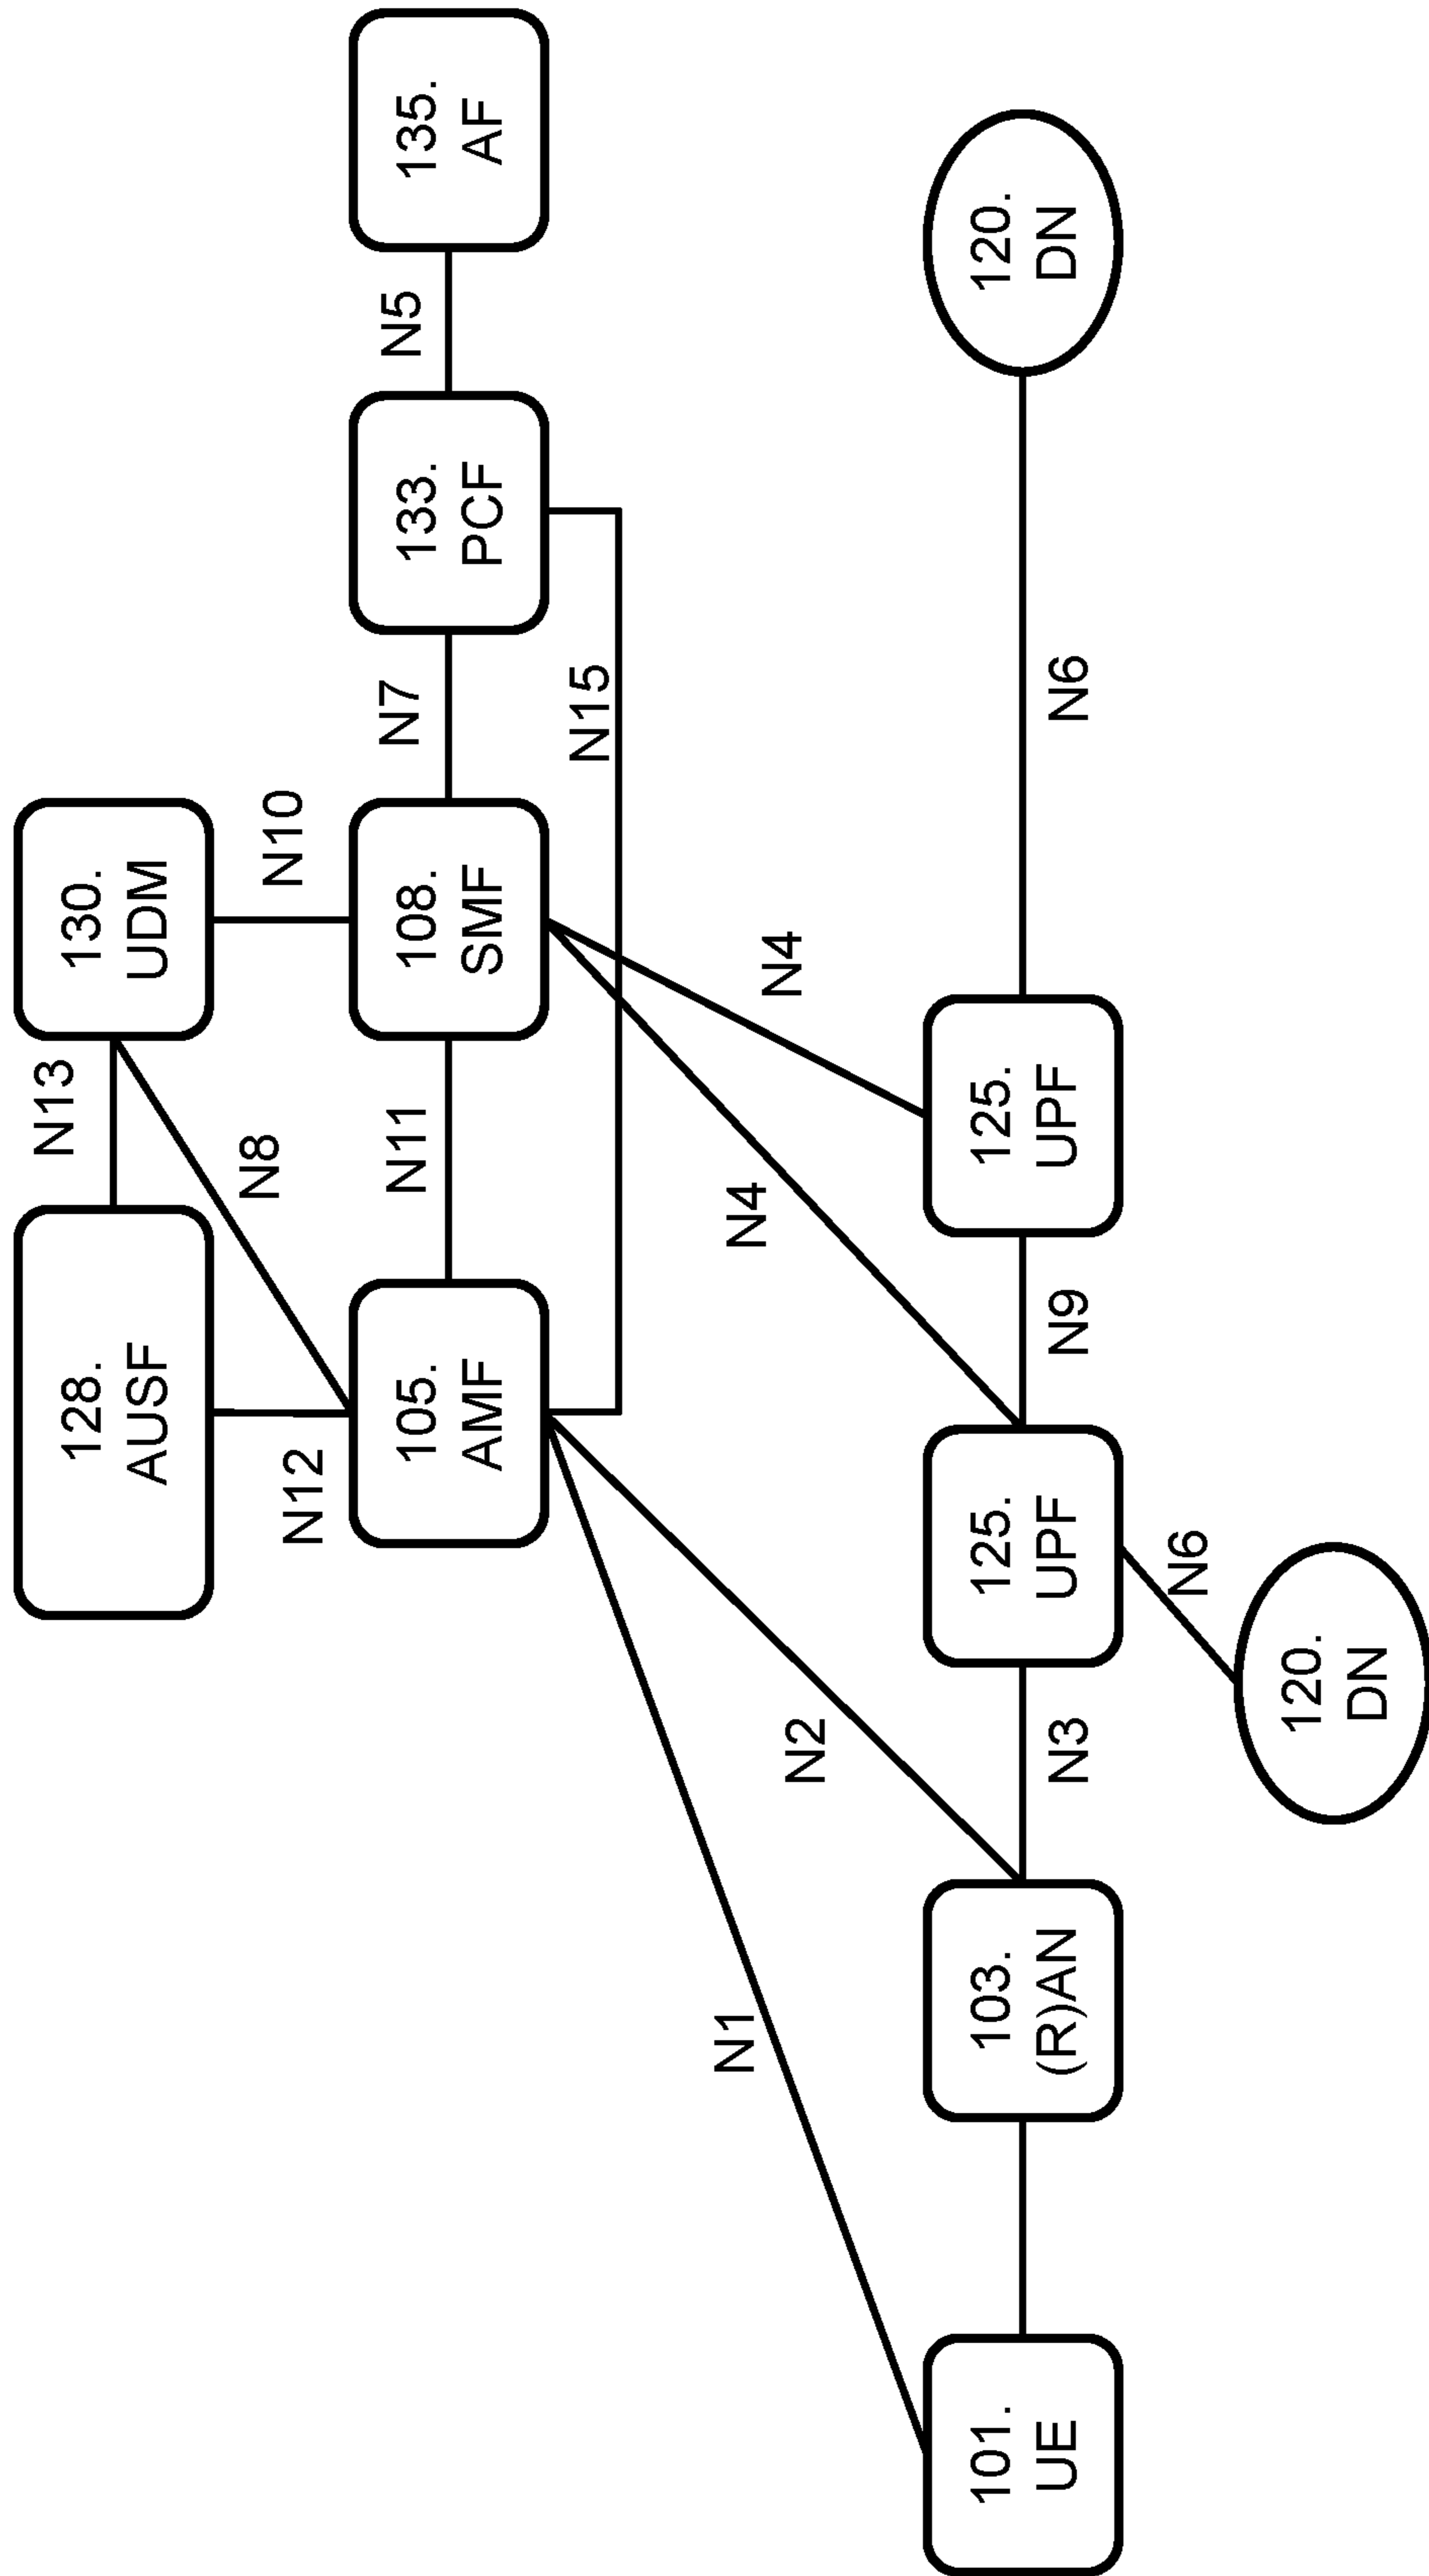 128.
AUSF
N13
130.
UDM
N12
N8
N10
105.
AMF
N11
108.
SMF
N7
133.
PCF
N5
135.
AF
N15
N1
N2
N4
N4
101.
UE
103.
(R)AN
N3
125.
UPF
N9
125.
UPF
N6
120.
DN
N6
120.
DN